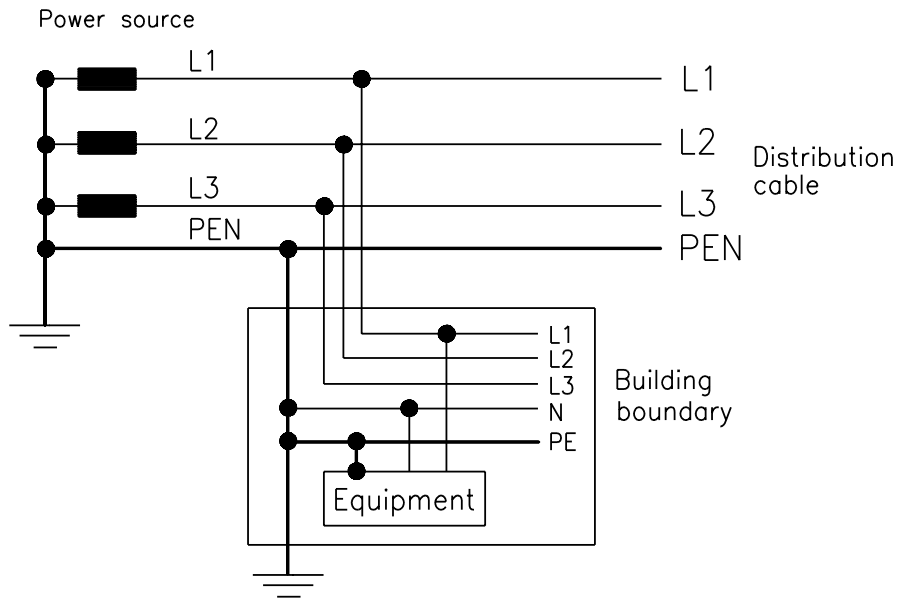 Power source
L1
L1
L2
L2
Distribution
cable
L3
L3
PEN
PEN
L1
L2
L3
N
PE
Building
boundary
Equipment